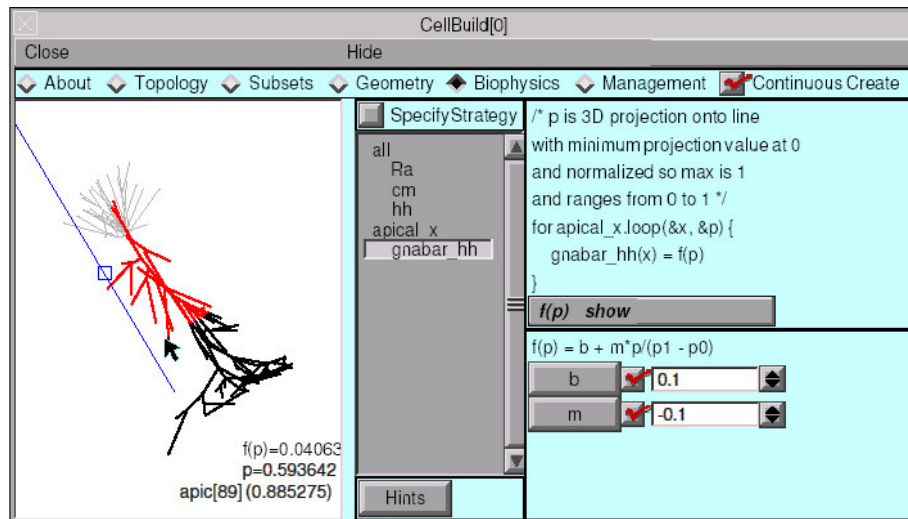 CellBuild[0]
Close Hide
About Topology Subsets Geometry Biophysics Management Continuous Create
f(p)=0.04063
p=0.593642
apic[89] (0.885275)
SpecifyStrategy
all
Ra
cm
hh
apical_x
gnabar_hh
Hints
/* p is 3D projection onto line
with minimum projection value at 0
and normalized so max is 1
and ranges from 0 to 1 */
for apical_x.loop(&x, &p) {
gnabar_hh(x) = f(p)
}
f(p) show
f(p) = b + m*p/(p1 - p0)
b 0.1
m -0.1